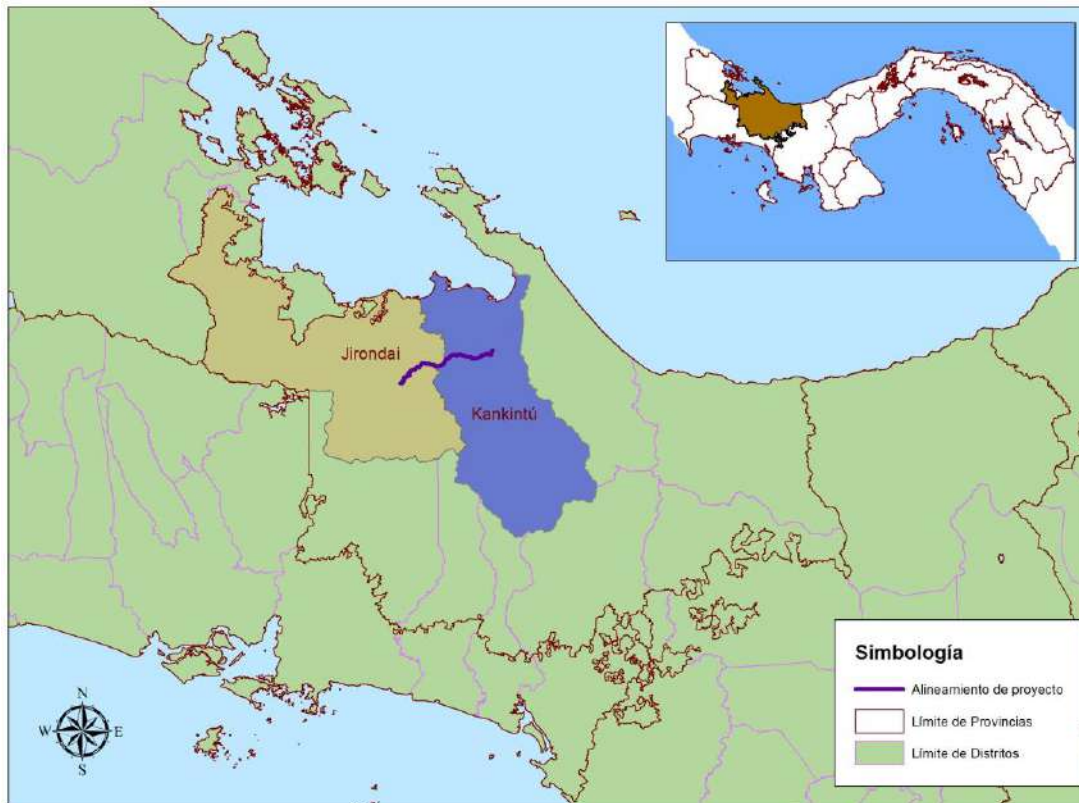 Jirondai
Kankintú
Simbología
Alineamiento de proyecto
Límite de Provincias
Límite de Distritos
N
W
E
S